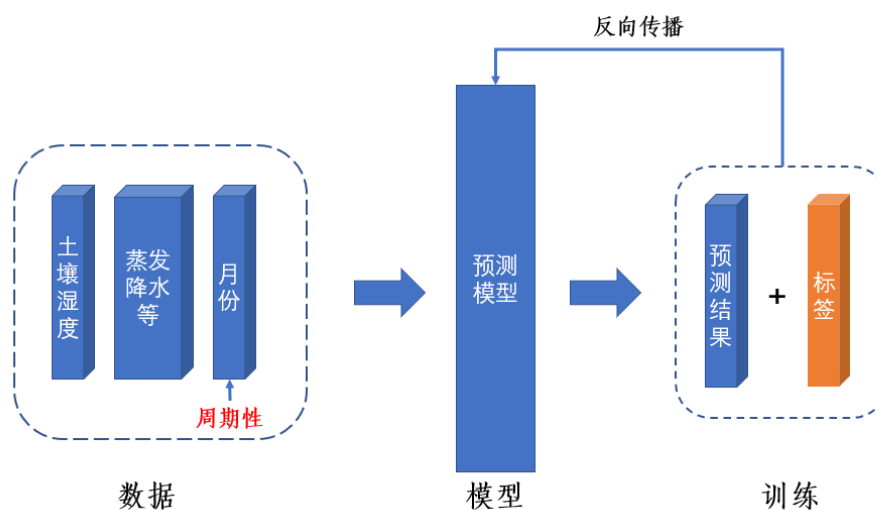 反向传播
土
壤
湿
度
蒸发
降水
等
月
份
周期性
预测
模型
预
测
结
果
+
标
签
数据
模型
训练